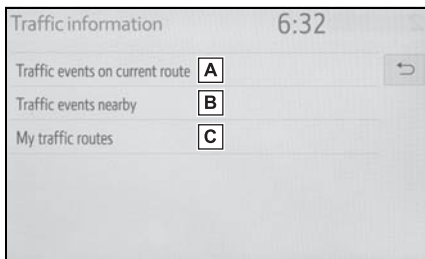 Traffic information 6:32
Traffic events on current route A
Traffic events nearby B
My traffic routes C